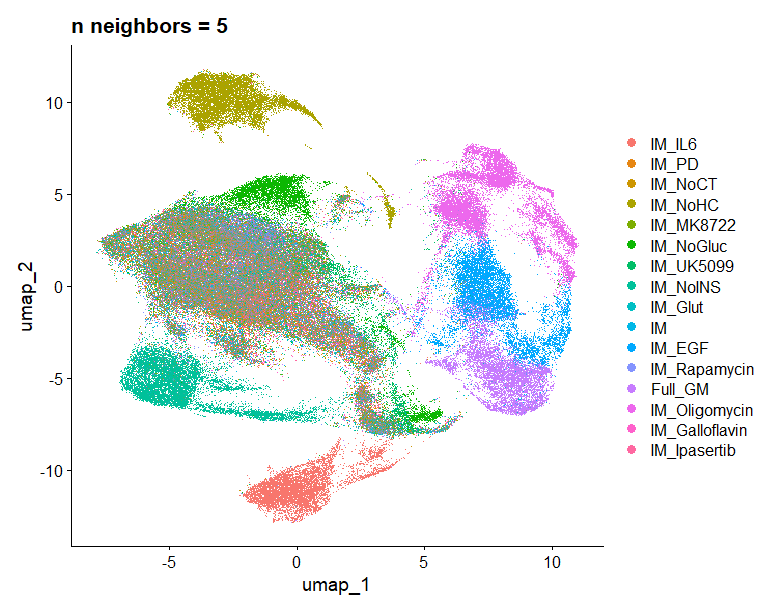 n neighbors = 5
umap_2
10
5
0
-5
-10
-5
0
5
10
umap_1
IM_IL6
IM_PD
IM_NoCT
IM_NoHC
IM_MK8722
IM_NoGluc
IM_UK5099
IM_NoINS
IM_Glut
IM
IM_EGF
IM_Rapamycin
Full_GM
IM_Oligomycin
IM_Galloflavin
IM_Ipasertib